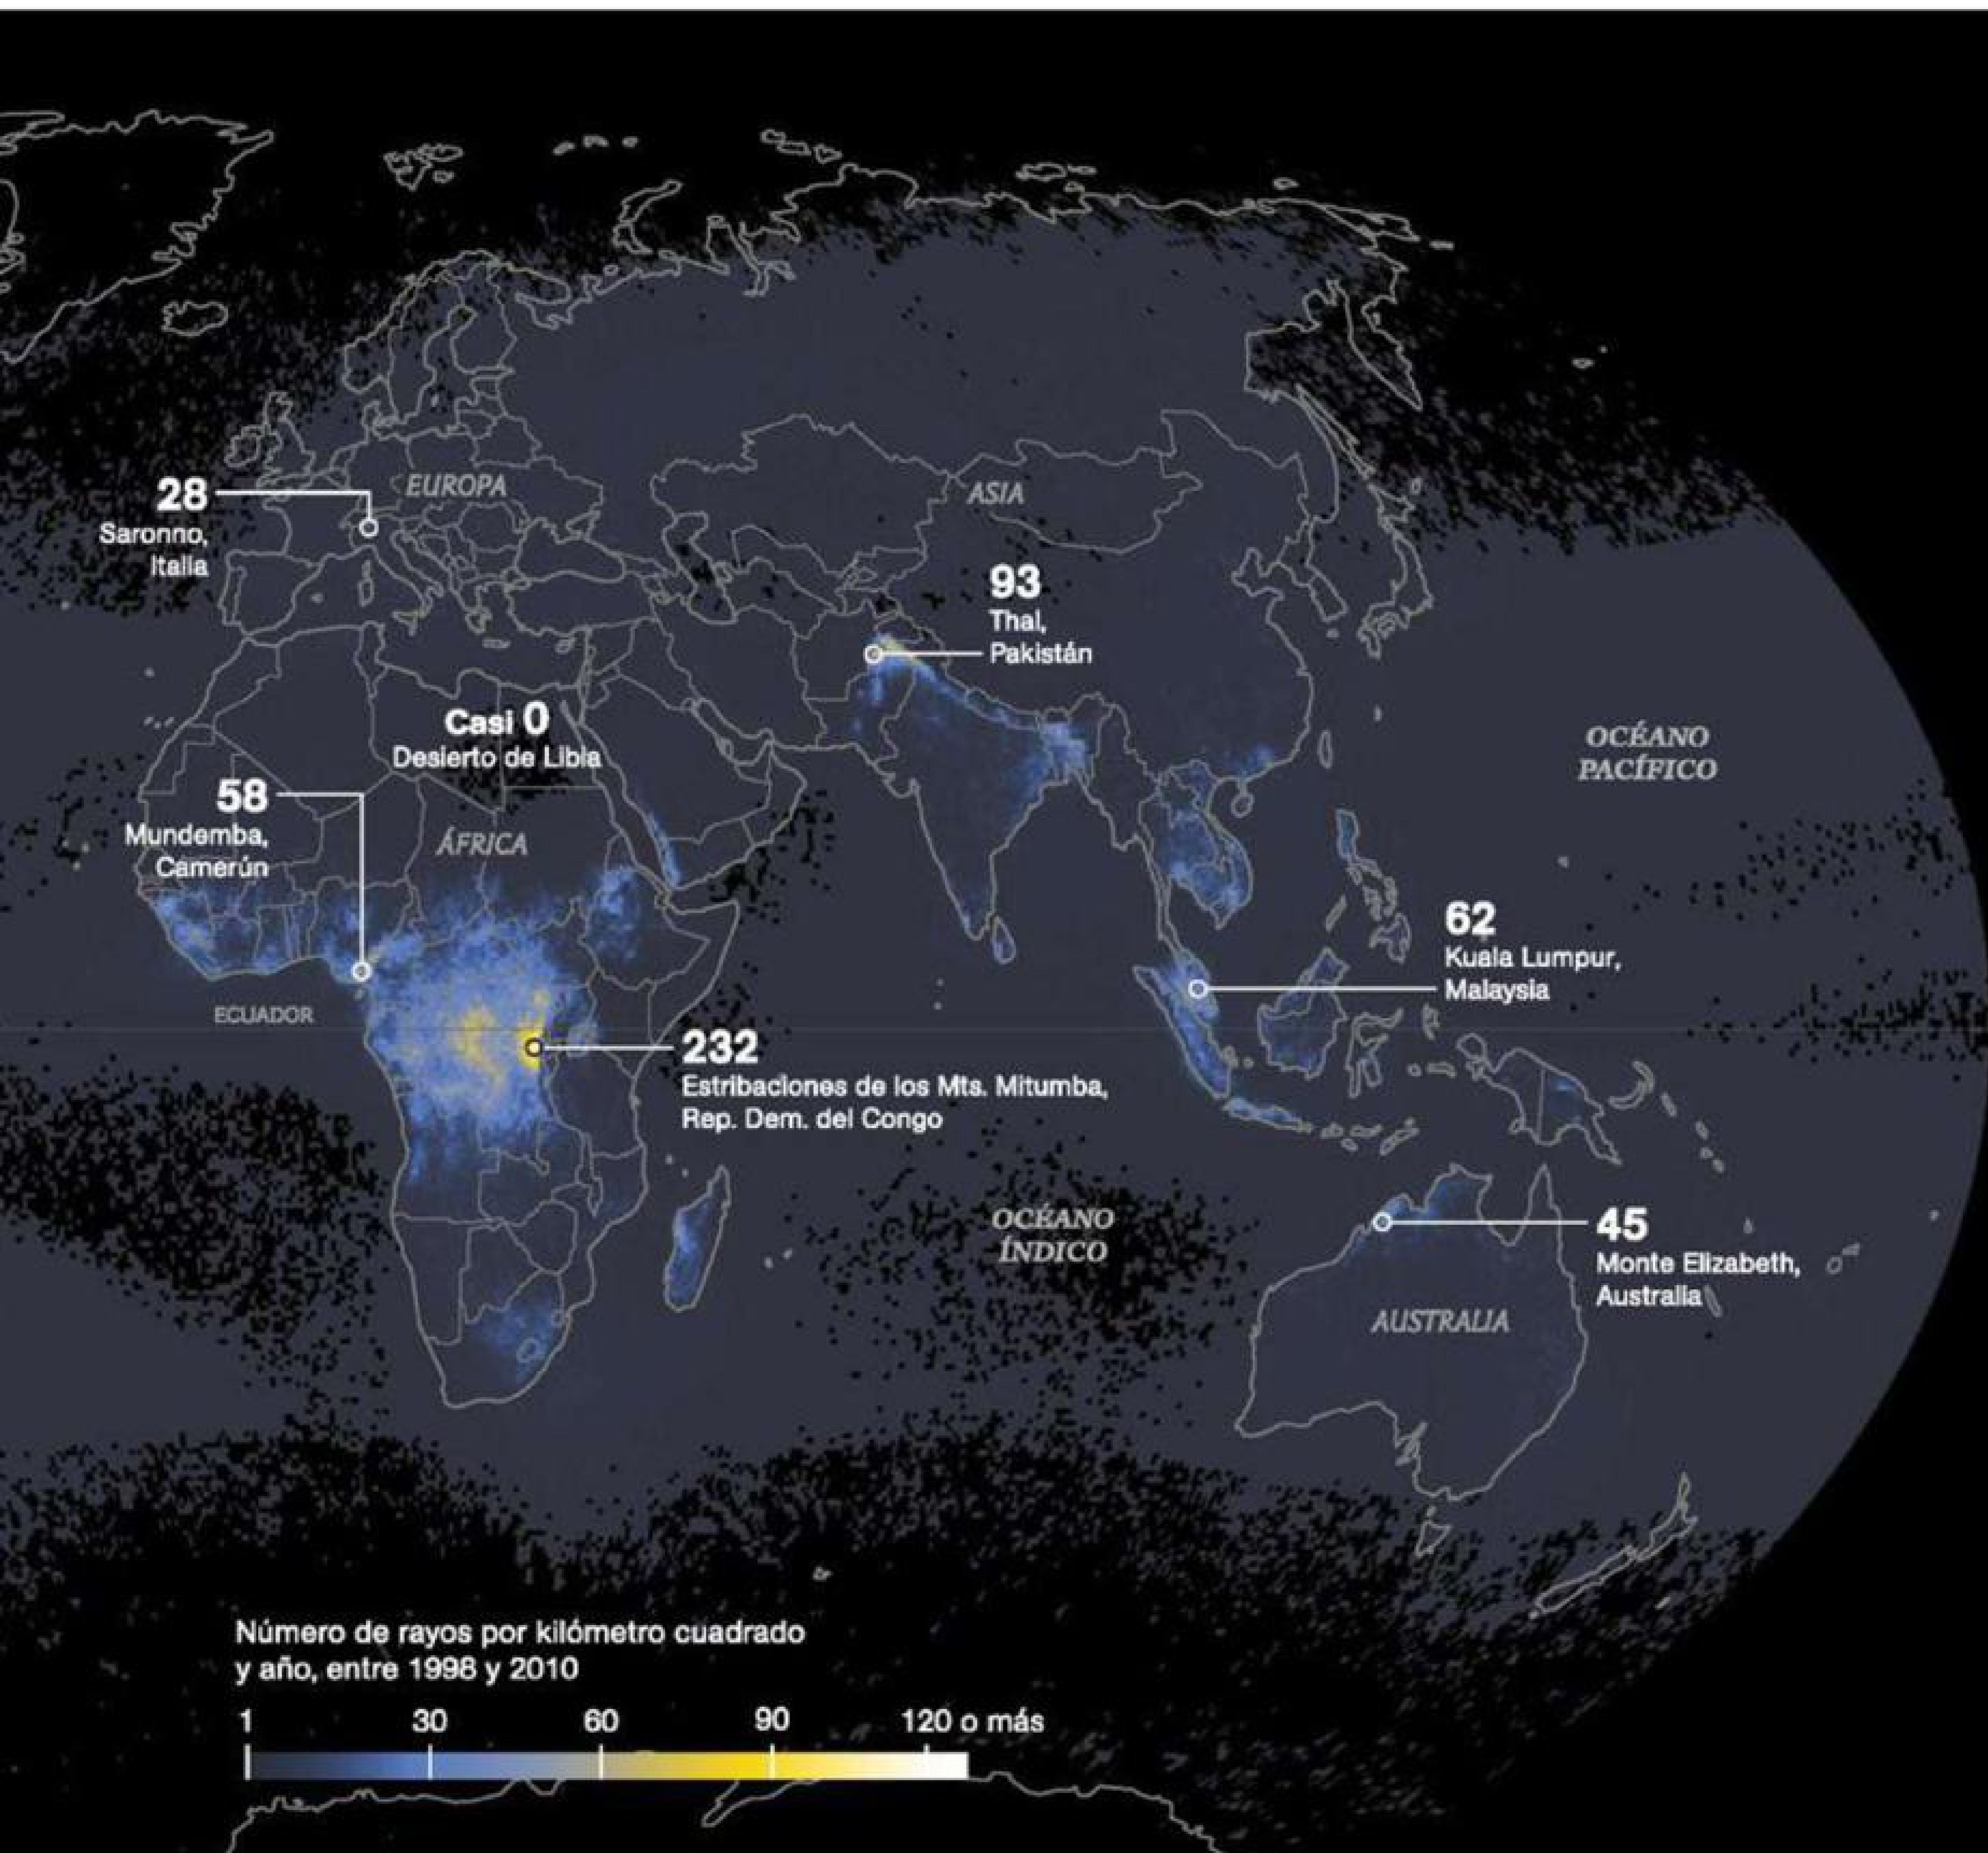 EUROPA
ASIA
28
Saronno,
Italia
93
Thal,
Pakistán
Casi 0
Desierto de Libia
OCÉANO
PACÍFICO
58
Mundemba,
Camerún
ÁFRICA
62
Kuala Lumpur,
Malaysia
ECUADOR
232
Estribaciones de los Mts. Mitumba,
Rep. Dem. del Congo
OCÉANO
ÍNDICO
45
Monte Elizabeth,
Australia
AUSTRALIA
Número de rayos por kilómetro cuadrado
y año, entre 1998 y 2010
1 30 60 90 120 o más